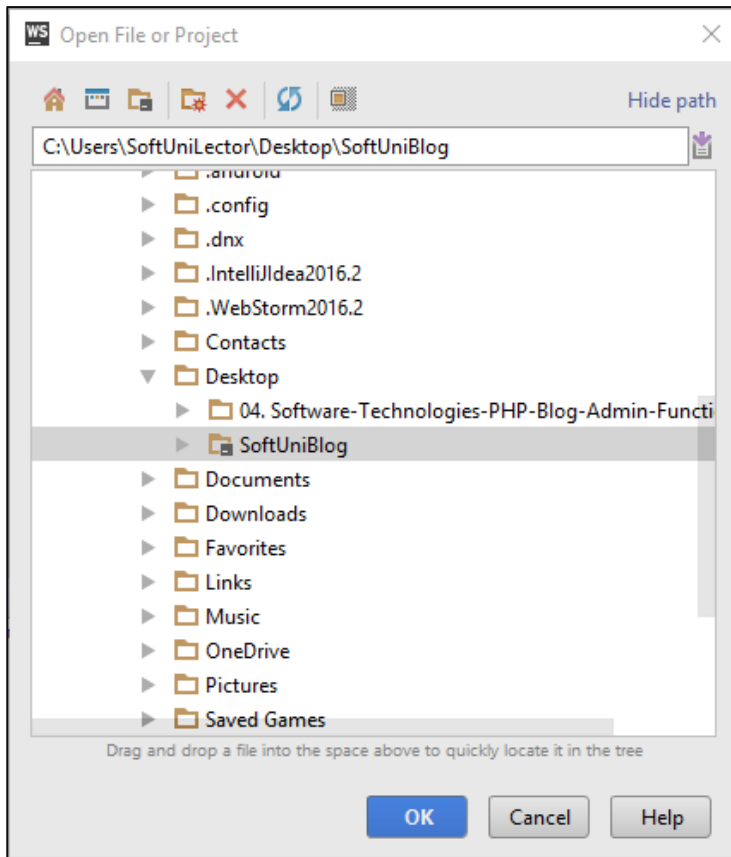 WS Open File or Project
Hide path
C:\Users\SoftUniLector\Desktop\SoftUniBlog
.android
.config
.dnx
.IntelliJIdea2016.2
.WebStorm2016.2
Contacts
Desktop
04. Software-Technologies-PHP-Blog-Admin-Functi
SoftUniBlog
Documents
Downloads
Favorites
Links
Music
OneDrive
Pictures
Saved Games
Drag and drop a file into the space above to quickly locate it in the tree
OK Cancel Help